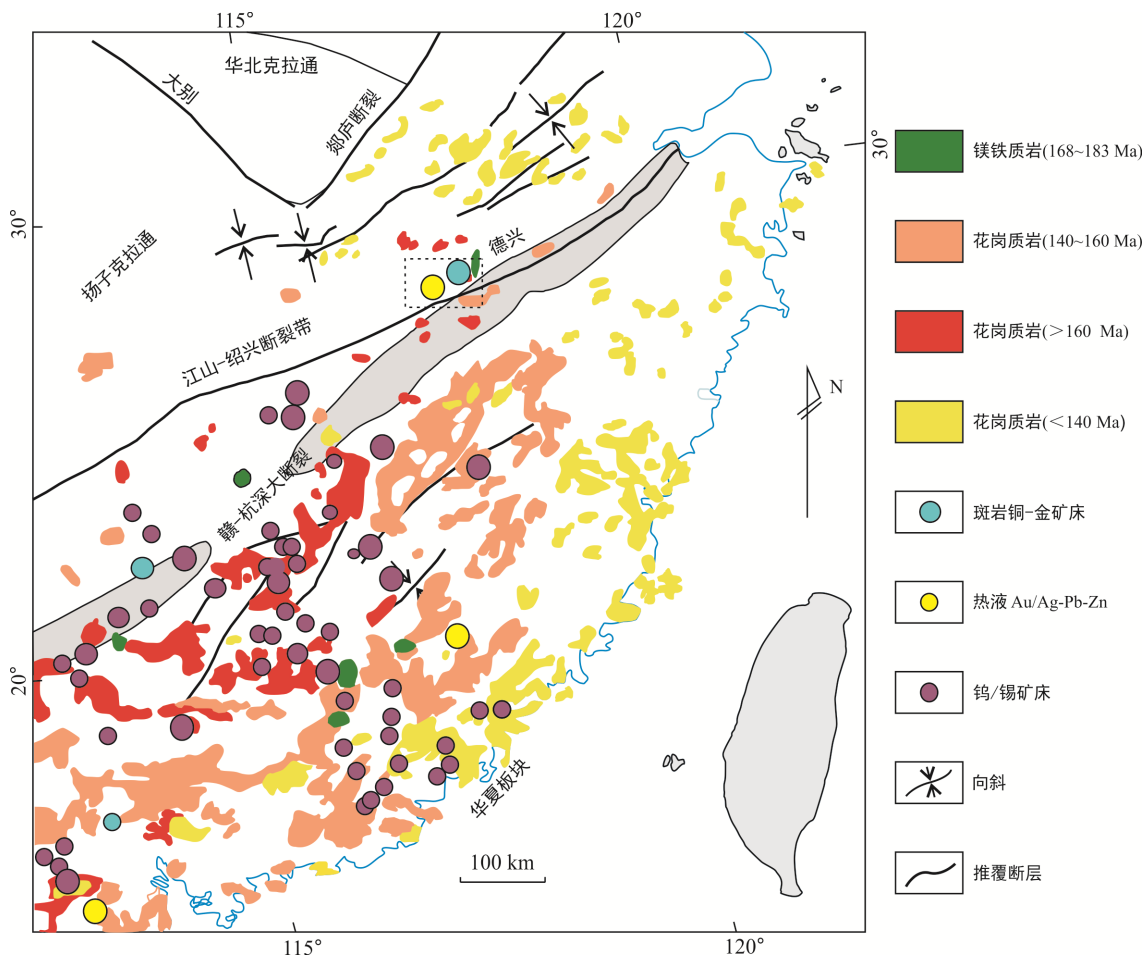 115°
120°
华北克拉通
大别
郯庐断裂
30°
30°
扬子克拉通
德兴
江山-绍兴断裂带
赣-杭深大断裂
N
20°
华夏板块
100 km
115°
120°
镁铁质岩(168~183 Ma)
花岗质岩(140~160 Ma)
花岗质岩(>160 Ma)
花岗质岩(<140 Ma)
斑岩铜-金矿床
热液 Au/Ag-Pb-Zn
钨/锡矿床
向斜
推覆断层